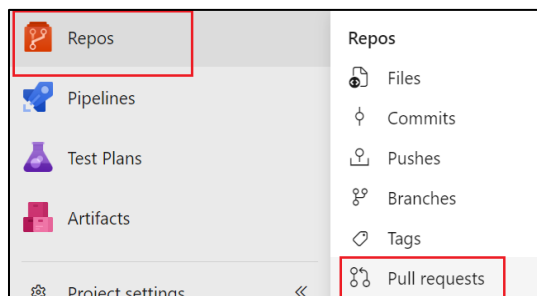 Repos
Pipelines
Test Plans
Artifacts
Project settings
Repos
Files
Commits
Pushes
Branches
Tags
Pull requests